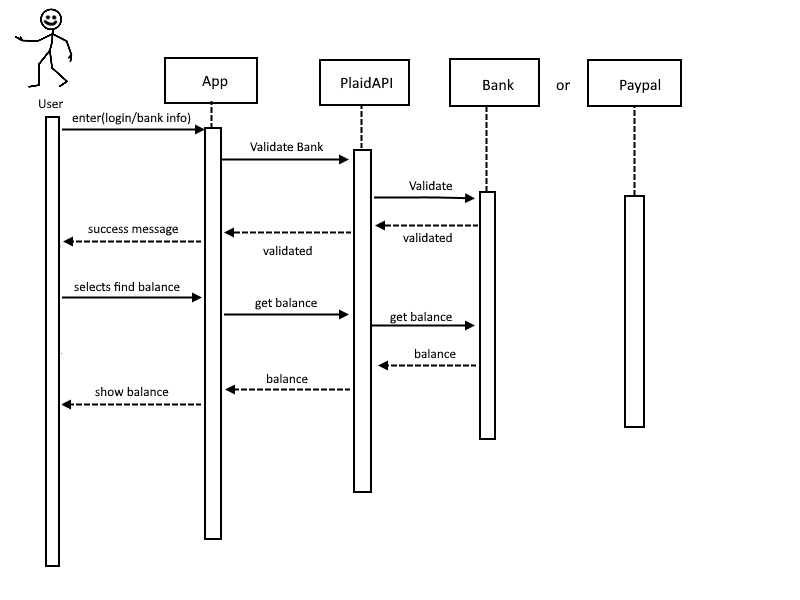 User
App
PlaidAPI
Bank
or
Paypal
enter(login/bank info)
Validate Bank
Validate
validated
validated
success message
selects find balance
get balance
get balance
balance
balance
show balance